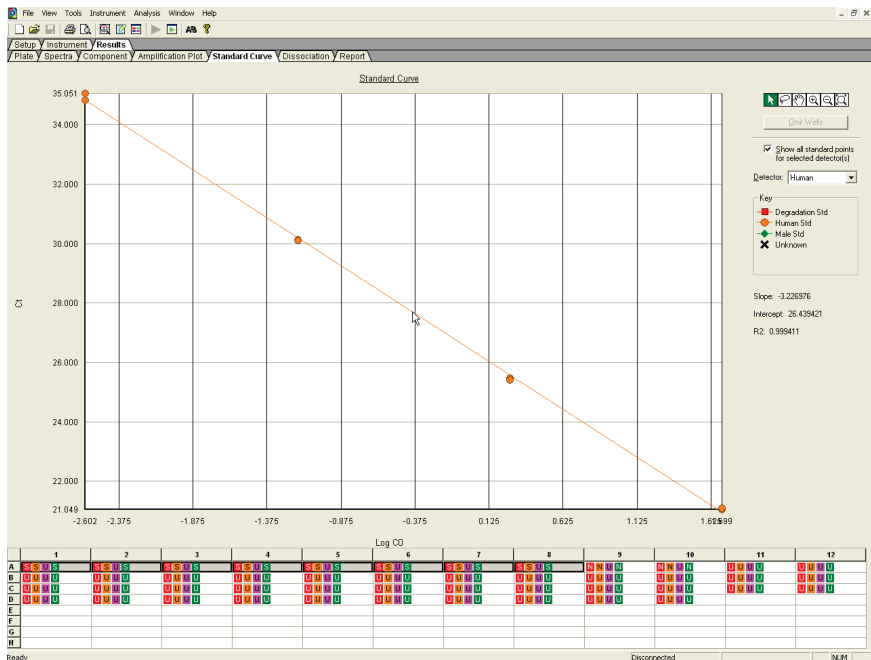 File View Tools Instrument Analysis Window Help
Setup Instrument Results
Plate Spectra Component Amplification Plot Standard Curve Dissociation Report
Standard Curve
35.051
34.000
32.000
30.000
28.000
26.000
24.000
22.000
21.049
Ct
-2.602 -2.375 -1.875 -1.375 -0.875 -0.375 0.125 0.625 1.125
Log CO
Omit Wells
Show all standard points
for selected detector(s)
Detector: Human
Key
Degradation Std
Human Std
Male Std
Unknown
Slope: -3.226976
Intercept: 26.439421
R2: 0.999411
1 2 3 4 5 6 7 8 9 10 11 12
A S S U S S S U S S S U S S S U S S S U S S S U S S S U S S S U S N N U N N N U N U U U U U U U U
B U U U U U U U U U U U U U U U U U U U U U U U U U U U U U U U U U U U U U U U U U U U U U U U U
C U U U U U U U U U U U U U U U U U U U U U U U U U U U U U U U U U U U U U U U U U U U U U U U U
D U U U U U U U U U U U U U U U U U U U U U U U U U U U U U U U U U U U U U U U U
E
F
G
H
Ready Disconnected NUM